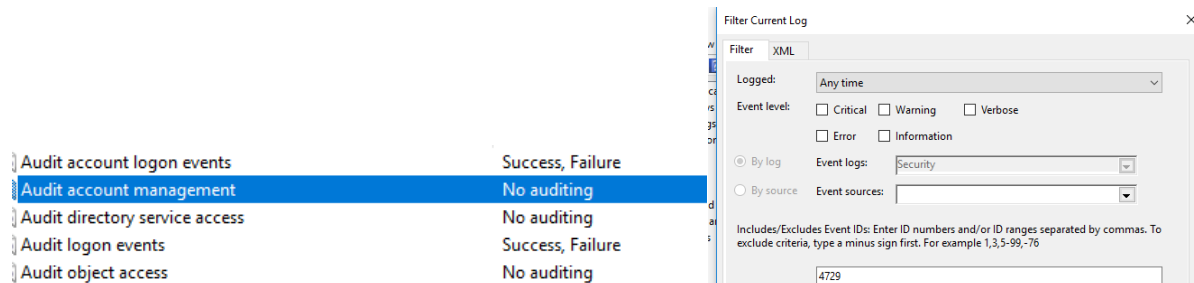 Audit account logon events Success, Failure
Audit account management No auditing
Audit directory service access No auditing
Audit logon events Success, Failure
Audit object access No auditing
Filter Current Log
Filter XML
Logged: Any time
Event level: Critical Warning Verbose
Error Information
By log Event logs: Security
By source Event sources:
Includes/Excludes Event IDs: Enter ID numbers and/or ID ranges separated by commas. To
exclude criteria, type a minus sign first. For example 1,3,5-99,-76
4729